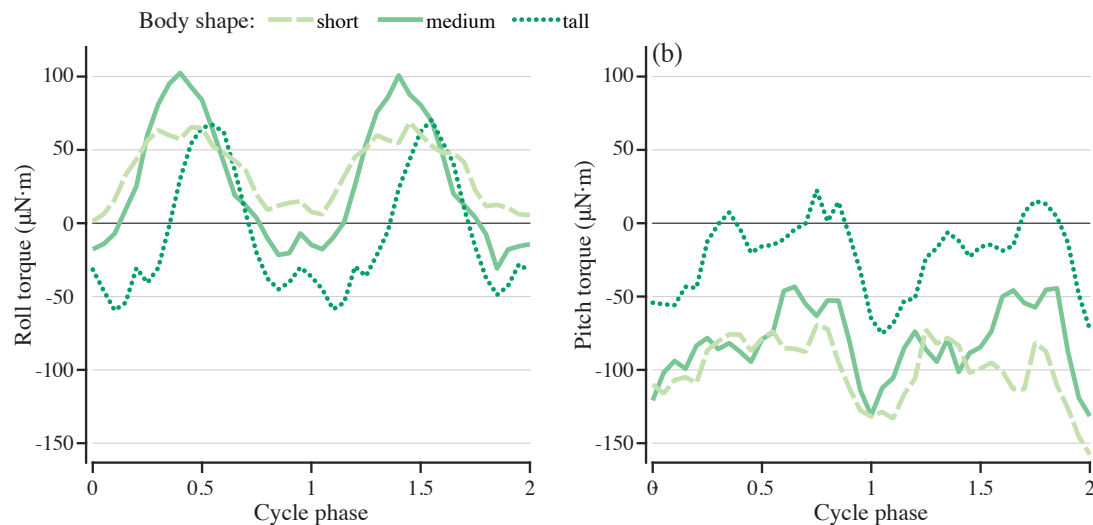 Body shape: short medium tall
(b)
Roll torque (μN·m)
100
50
0
-50
-100
-150
0 0.5 1 1.5 2
Cycle phase
Pitch torque (μN·m)
100
50
0
-50
-100
-150
0 0.5 1 1.5 2
Cycle phase